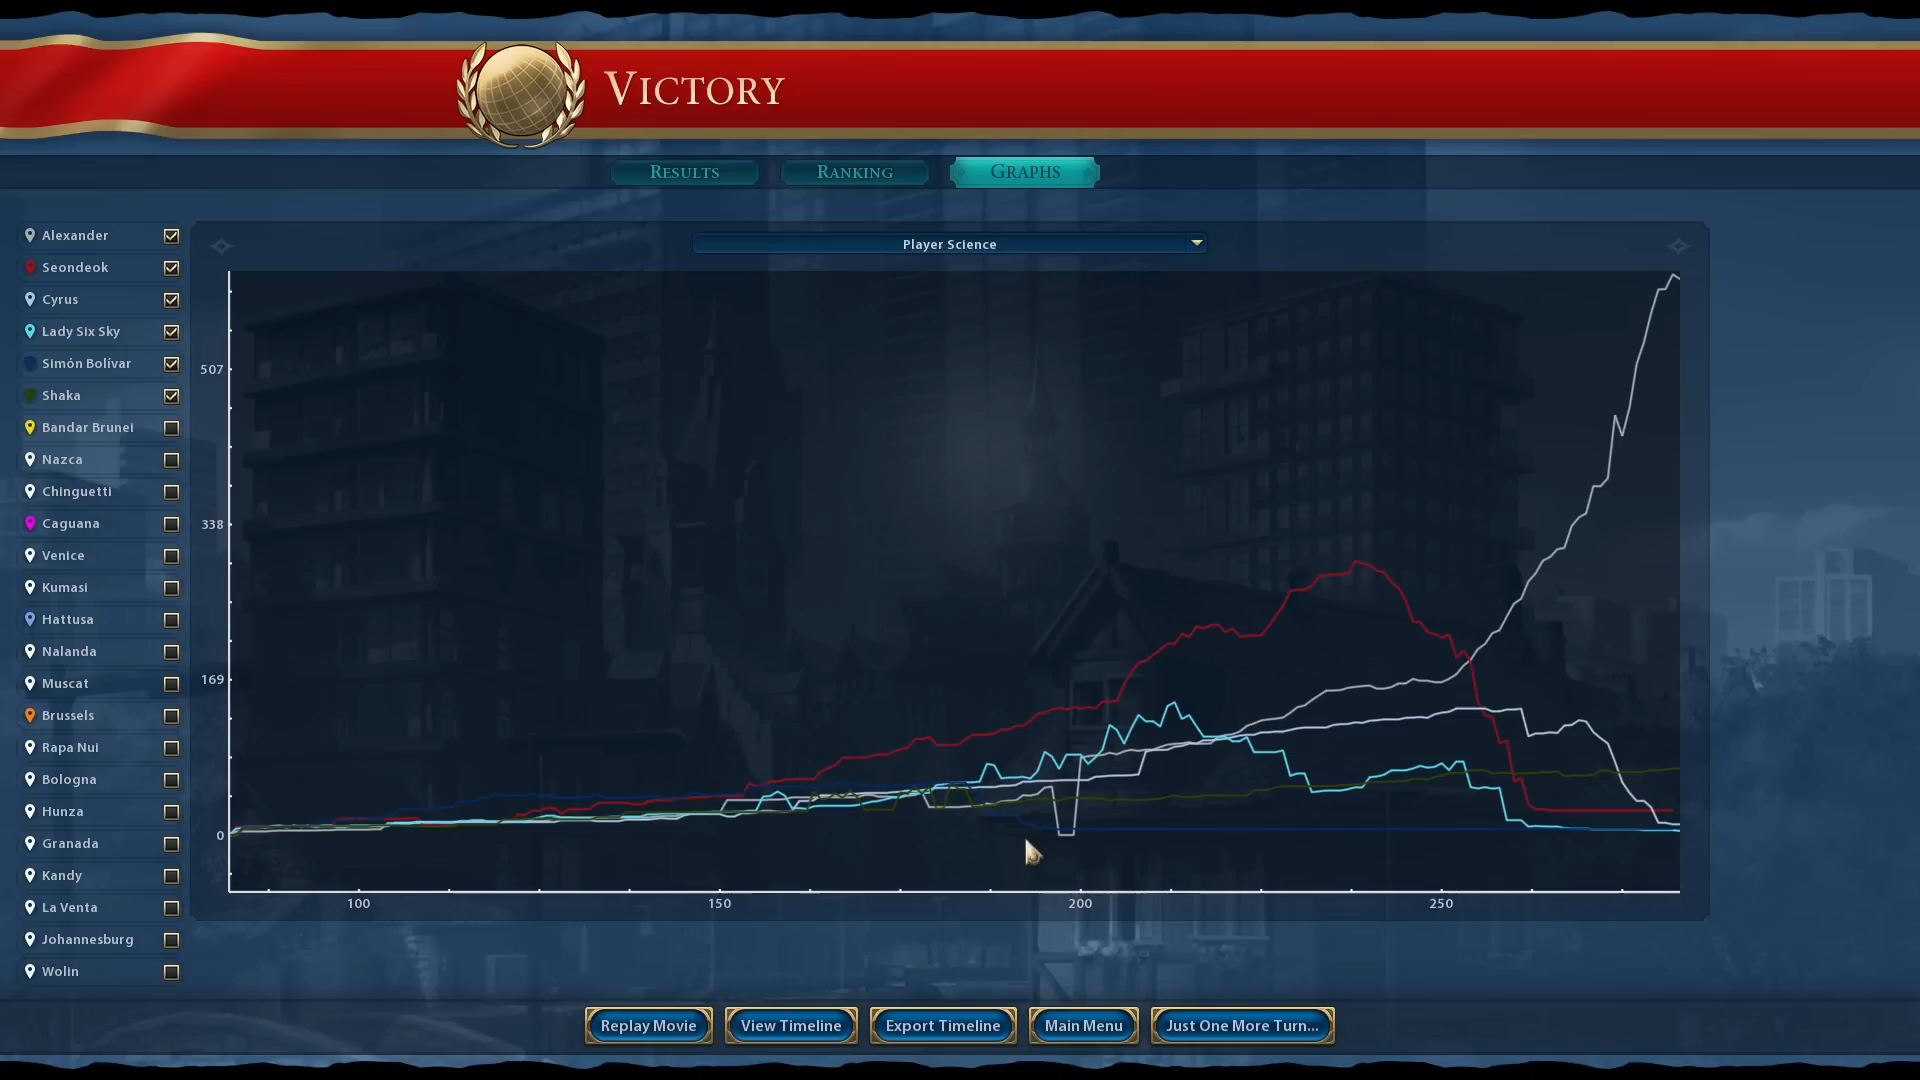 VICTORY
RESULTS
RANKING
GRAPHS
Alexander
Seondeok
Cyrus
Lady Six Sky
Simón Bolívar
Shaka
Bandar Brunei
Nazca
Chinguetti
Caguana
Venice
Kumasi
Hattusa
Nalanda
Muscat
Brussels
Rapa Nui
Bologna
Hunza
Granada
Kandy
La Venta
Johannesburg
Wolin
Player Science
507
338
169
0
100
150
200
250
Replay Movie
View Timeline
Export Timeline
Main Menu
Just One More Turn...